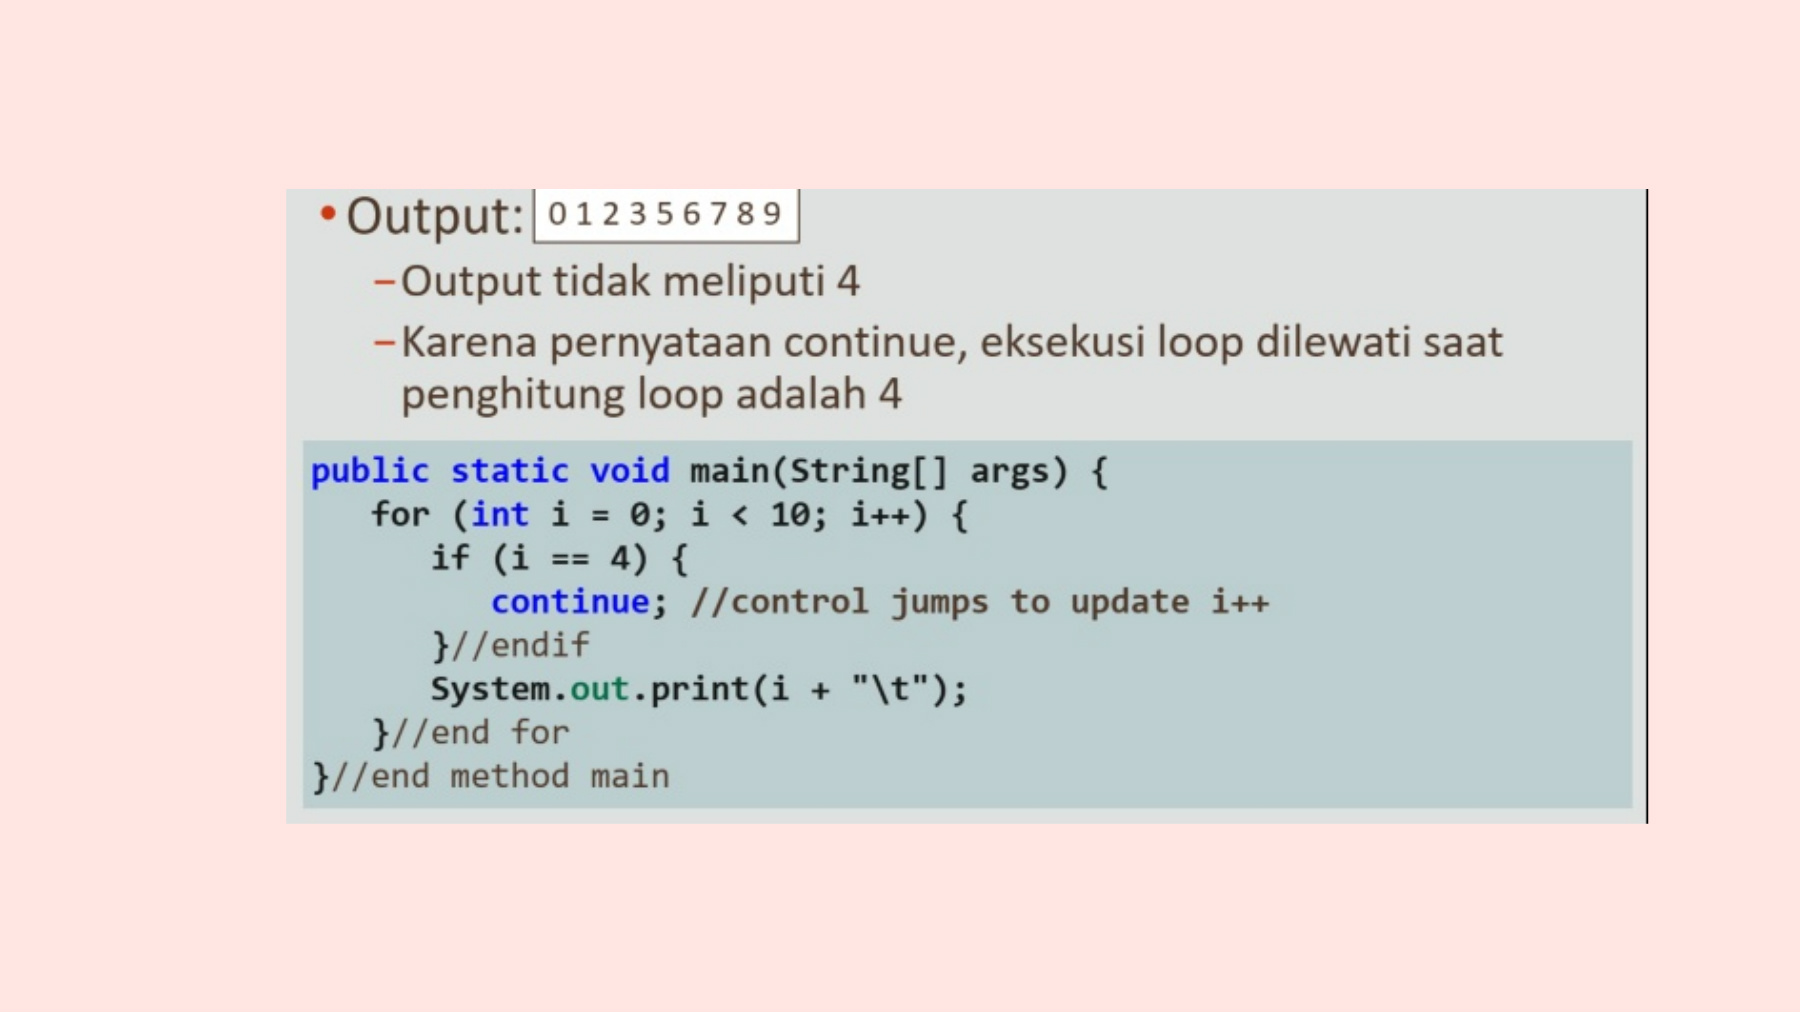 • Output: 0 1 2 3 5 6 7 8 9
–Output tidak meliputi 4
–Karena pernyataan continue, eksekusi loop dilewati saat
penghitung loop adalah 4
public static void main(String[] args) {
   for (int i = 0; i < 10; i++) {
      if (i == 4) {
         continue; //control jumps to update i++
      }//endif
      System.out.print(i + "\t");
   }//end for
}//end method main